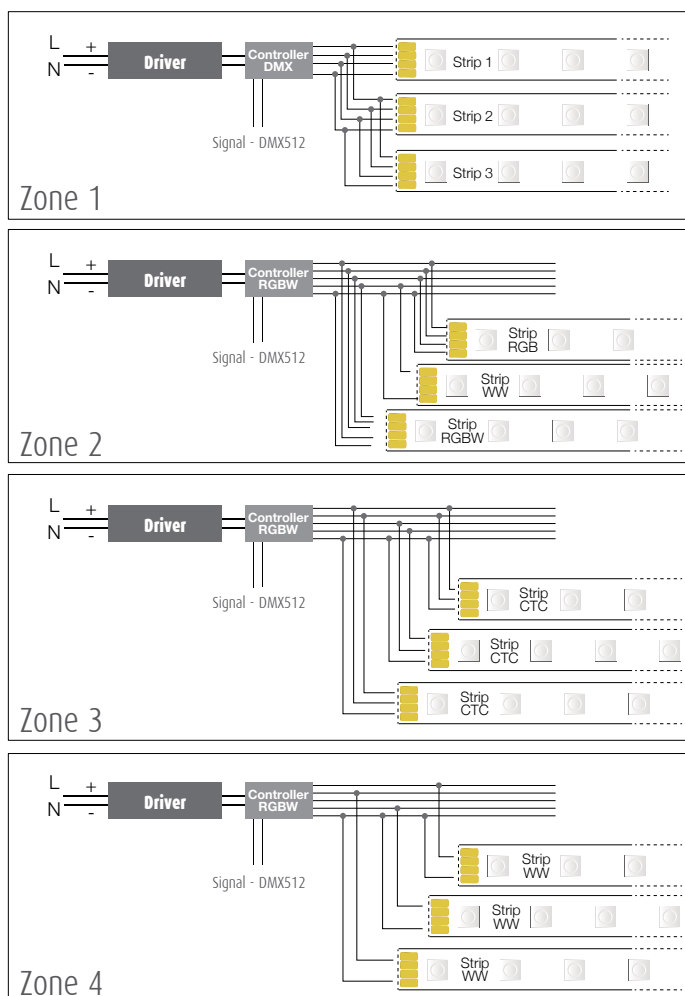 L +
N -
Driver
Controller
DMX
Signal - DMX512
Strip 1
Strip 2
Strip 3
Zone 1
L +
N -
Driver
Controller
RGBW
Signal - DMX512
Strip
RGB
Strip
WW
Strip
RGBW
Zone 2
L +
N -
Driver
Controller
RGBW
Signal - DMX512
Strip
CTC
Strip
CTC
Strip
CTC
Zone 3
L +
N -
Driver
Controller
RGBW
Signal - DMX512
Strip
WW
Strip
WW
Strip
WW
Zone 4